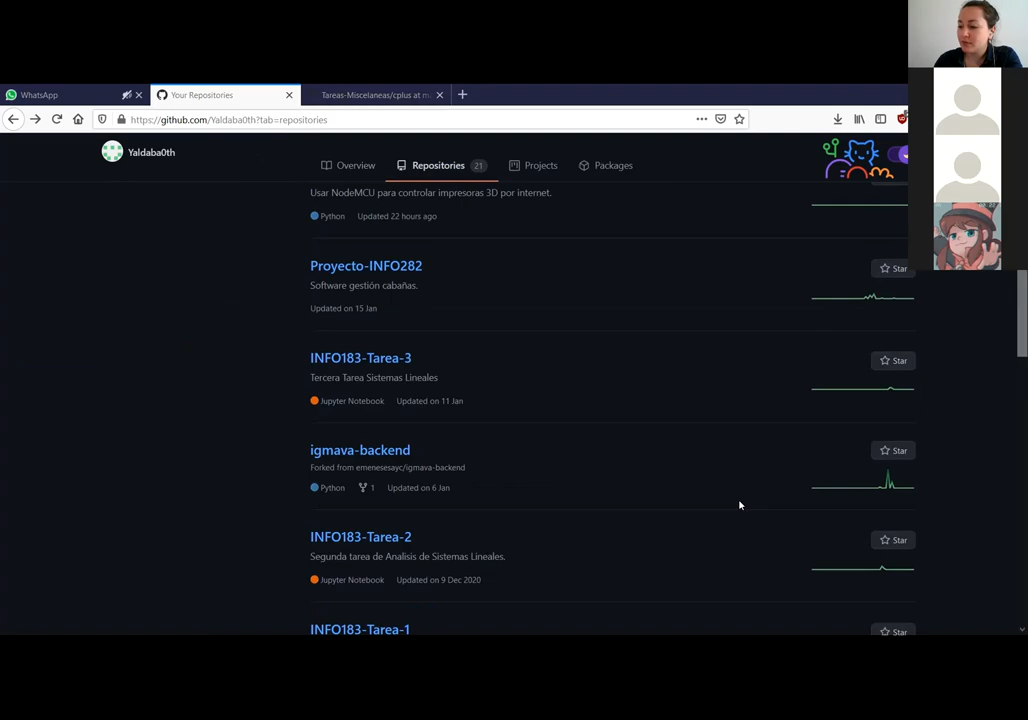 WhatsApp
Your Repositories
Tareas-Miscelaneas/cplus at m
https://github.com/Yaldaba0th?tab=repositories
Yaldaba0th
Overview
Repositories 21
Projects
Packages
Usar NodeMCU para controlar impresoras 3D por internet.
Python Updated 22 hours ago
Proyecto-INFO282
Star
Software gestión cabañas.
Updated on 15 Jan
INFO183-Tarea-3
Star
Tercera Tarea Sistemas Lineales
Jupyter Notebook Updated on 11 Jan
igmava-backend
Star
Forked from emenesesayc/igmava-backend
Python 1 Updated on 6 Jan
INFO183-Tarea-2
Star
Segunda tarea de Analisis de Sistemas Lineales.
Jupyter Notebook Updated on 9 Dec 2020
INFO183-Tarea-1
Star